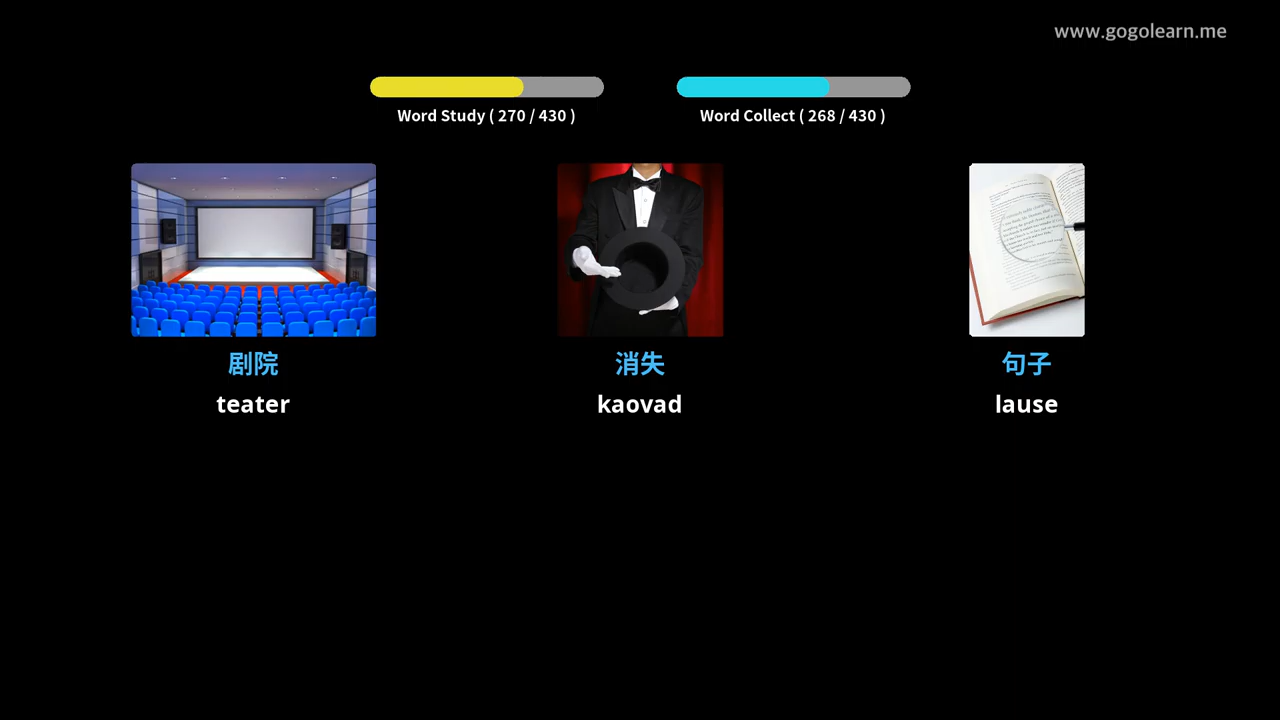 www.gogolearn.me
Word Study ( 270 / 430 )
Word Collect ( 268 / 430 )
剧院
消失
句子
teater
kaovad
lause